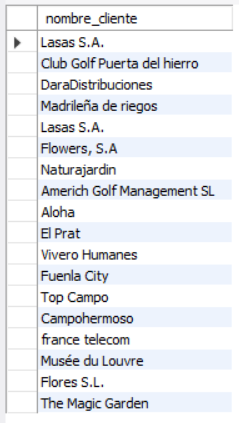 nombre_cliente
Lasas S.A.
Club Golf Puerta del hierro
DaraDistribuciones
Madrileña de riegos
Lasas S.A.
Flowers, S.A
Naturajardin
Americh Golf Management SL
Aloha
El Prat
Vivero Humanes
Fuenla City
Top Campo
Campohermoso
france telecom
Musée du Louvre
Flores S.L.
The Magic Garden